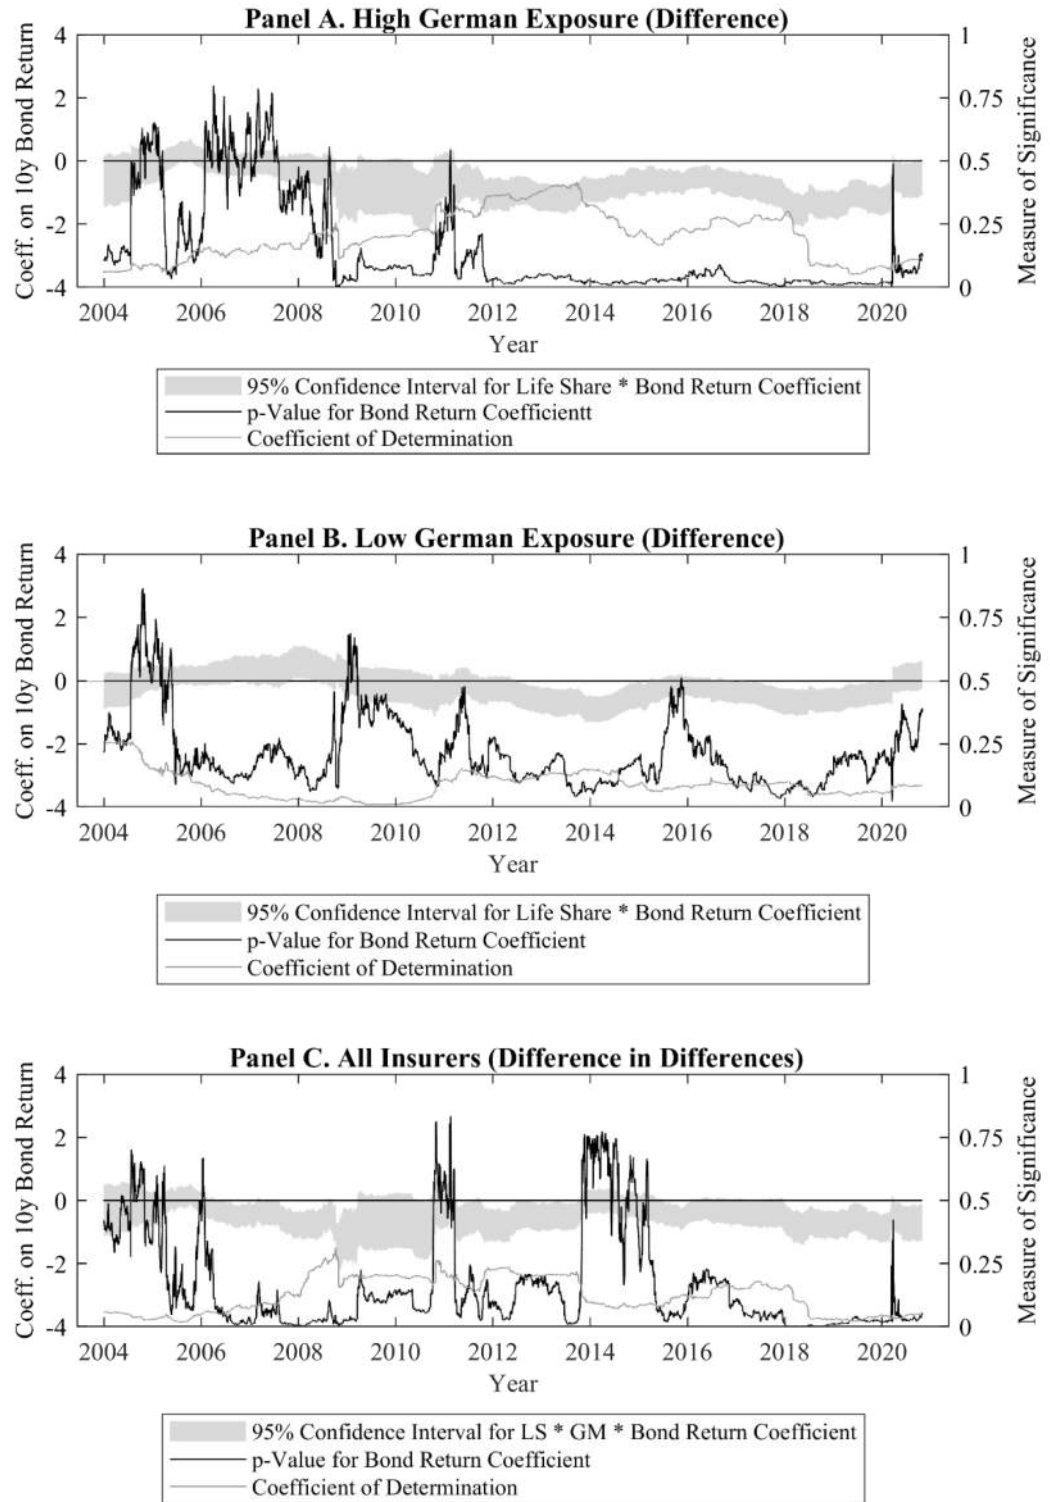 Panel A. High German Exposure (Difference)
Coeff. on 10y Bond Return
4
2
0
-2
-4
1
0.75
0.5
0.25
0
Measure of Significance
2004 2006 2008 2010 2012 2014 2016 2018 2020
Year
95% Confidence Interval for Life Share * Bond Return Coefficient
p-Value for Bond Return Coefficientt
Coefficient of Determination
Panel B. Low German Exposure (Difference)
Coeff. on 10y Bond Return
4
2
0
-2
-4
1
0.75
0.5
0.25
0
Measure of Significance
2004 2006 2008 2010 2012 2014 2016 2018 2020
Year
95% Confidence Interval for Life Share * Bond Return Coefficient
p-Value for Bond Return Coefficient
Coefficient of Determination
Panel C. All Insurers (Difference in Differences)
Coeff. on 10y Bond Return
4
2
0
-2
-4
1
0.75
0.5
0.25
0
Measure of Significance
2004 2006 2008 2010 2012 2014 2016 2018 2020
Year
95% Confidence Interval for LS * GM * Bond Return Coefficient
p-Value for Bond Return Coefficient
Coefficient of Determination